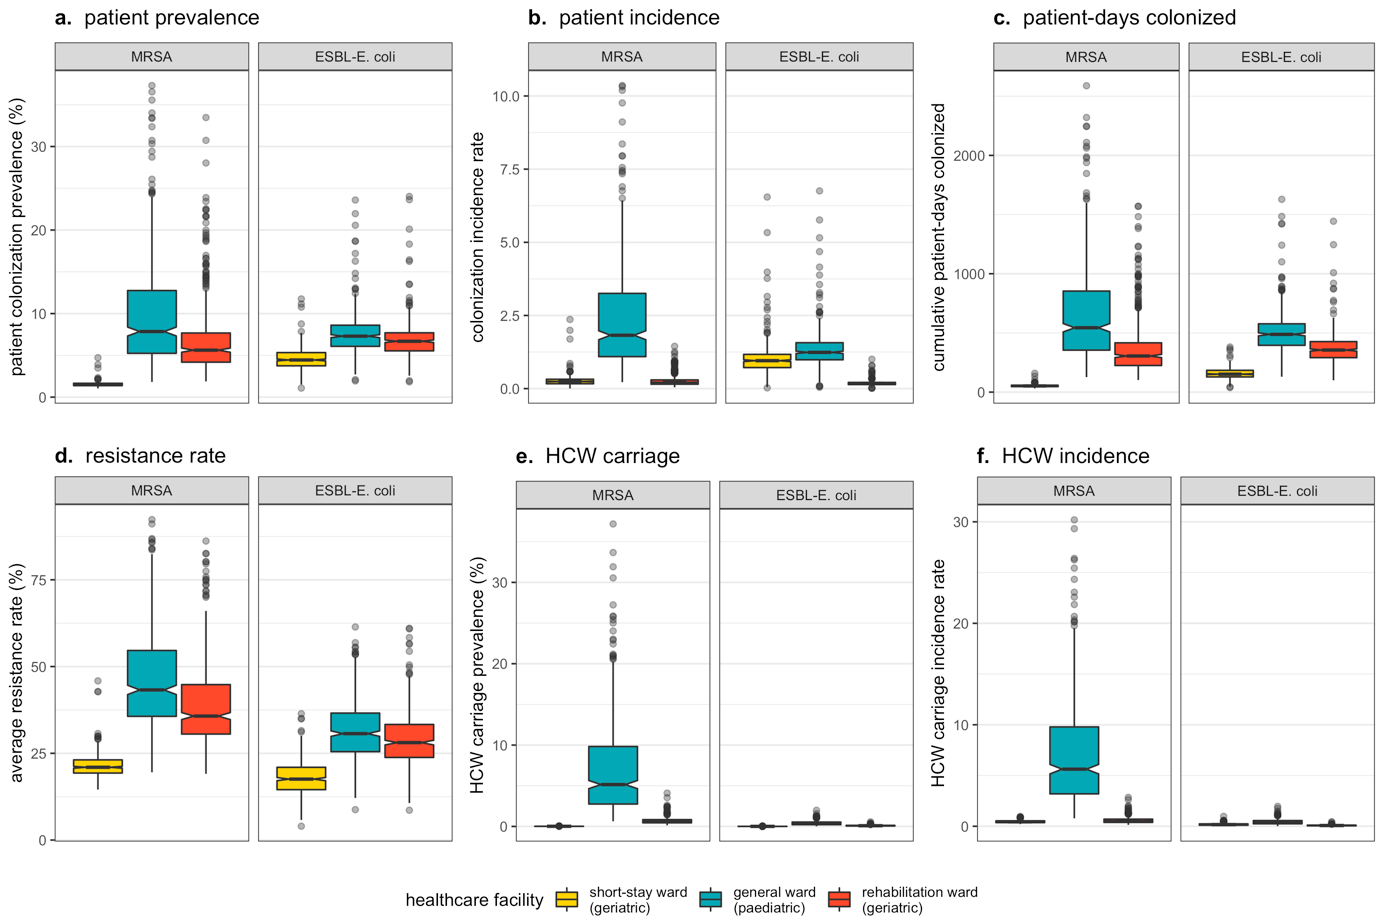 a. patient prevalence
MRSA
ESBL-E. coli
patient colonization prevalence (%)
30
20
10
0
b. patient incidence
MRSA
ESBL-E. coli
colonization incidence rate
10.0
7.5
5.0
2.5
0.0
c. patient-days colonized
MRSA
ESBL-E. coli
cumulative patient-days colonized
2000
1000
0
d. resistance rate
MRSA
ESBL-E. coli
average resistance rate (%)
75
50
25
0
e. HCW carriage
MRSA
ESBL-E. coli
HCW carriage prevalence (%)
30
20
10
0
f. HCW incidence
MRSA
ESBL-E. coli
HCW carriage incidence rate
30
20
10
0
healthcare facility
short-stay ward
(geriatric)
general ward
(paediatric)
rehabilitation ward
(geriatric)